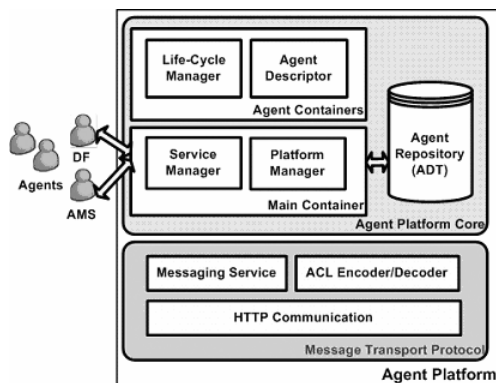 Life-Cycle
Manager
Agent
Descriptor
Agent Containers
Agents
DF
AMS
Service
Manager
Platform
Manager
Main Container
Agent
Repository
(ADT)
Agent Platform Core
Messaging Service
ACL Encoder/Decoder
HTTP Communication
Message Transport Protocol
Agent Platform